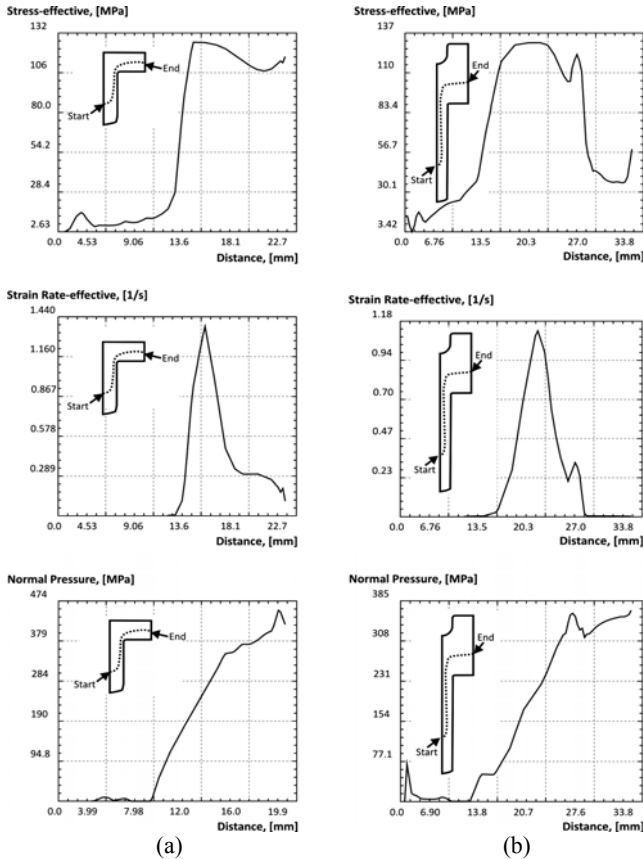 Stress-effective, [MPa]
132
106
80.0
54.2
28.4
2.63
0.0 4.53 9.06 13.6 18.1 22.7
Distance, [mm]
Start
End
Stress-effective, [MPa]
132
110
83.4
56.7
30.1
3.42
0.0 6.76 13.5 20.3 27.0 33.8
Distance, [mm]
Start
End
Strain Rate-effective, [1/s]
1.440
1.160
0.867
0.578
0.289
0.0 4.53 9.06 13.6 18.1 22.7
Distance, [mm]
Start
End
Strain Rate-effective, [1/s]
1.18
0.94
0.70
0.47
0.23
0.0 6.76 13.5 20.3 27.0 33.8
Distance, [mm]
Start
End
Normal Pressure, [MPa]
474
379
284
190
94.8
0.0 3.99 7.98 12.0 16.0 19.9
Distance, [mm]
Start
End
Normal Pressure, [MPa]
385
308
231
154
77.1
0.0 6.90 13.8 20.7 27.6 33.8
Distance, [mm]
Start
End
(a)
(b)